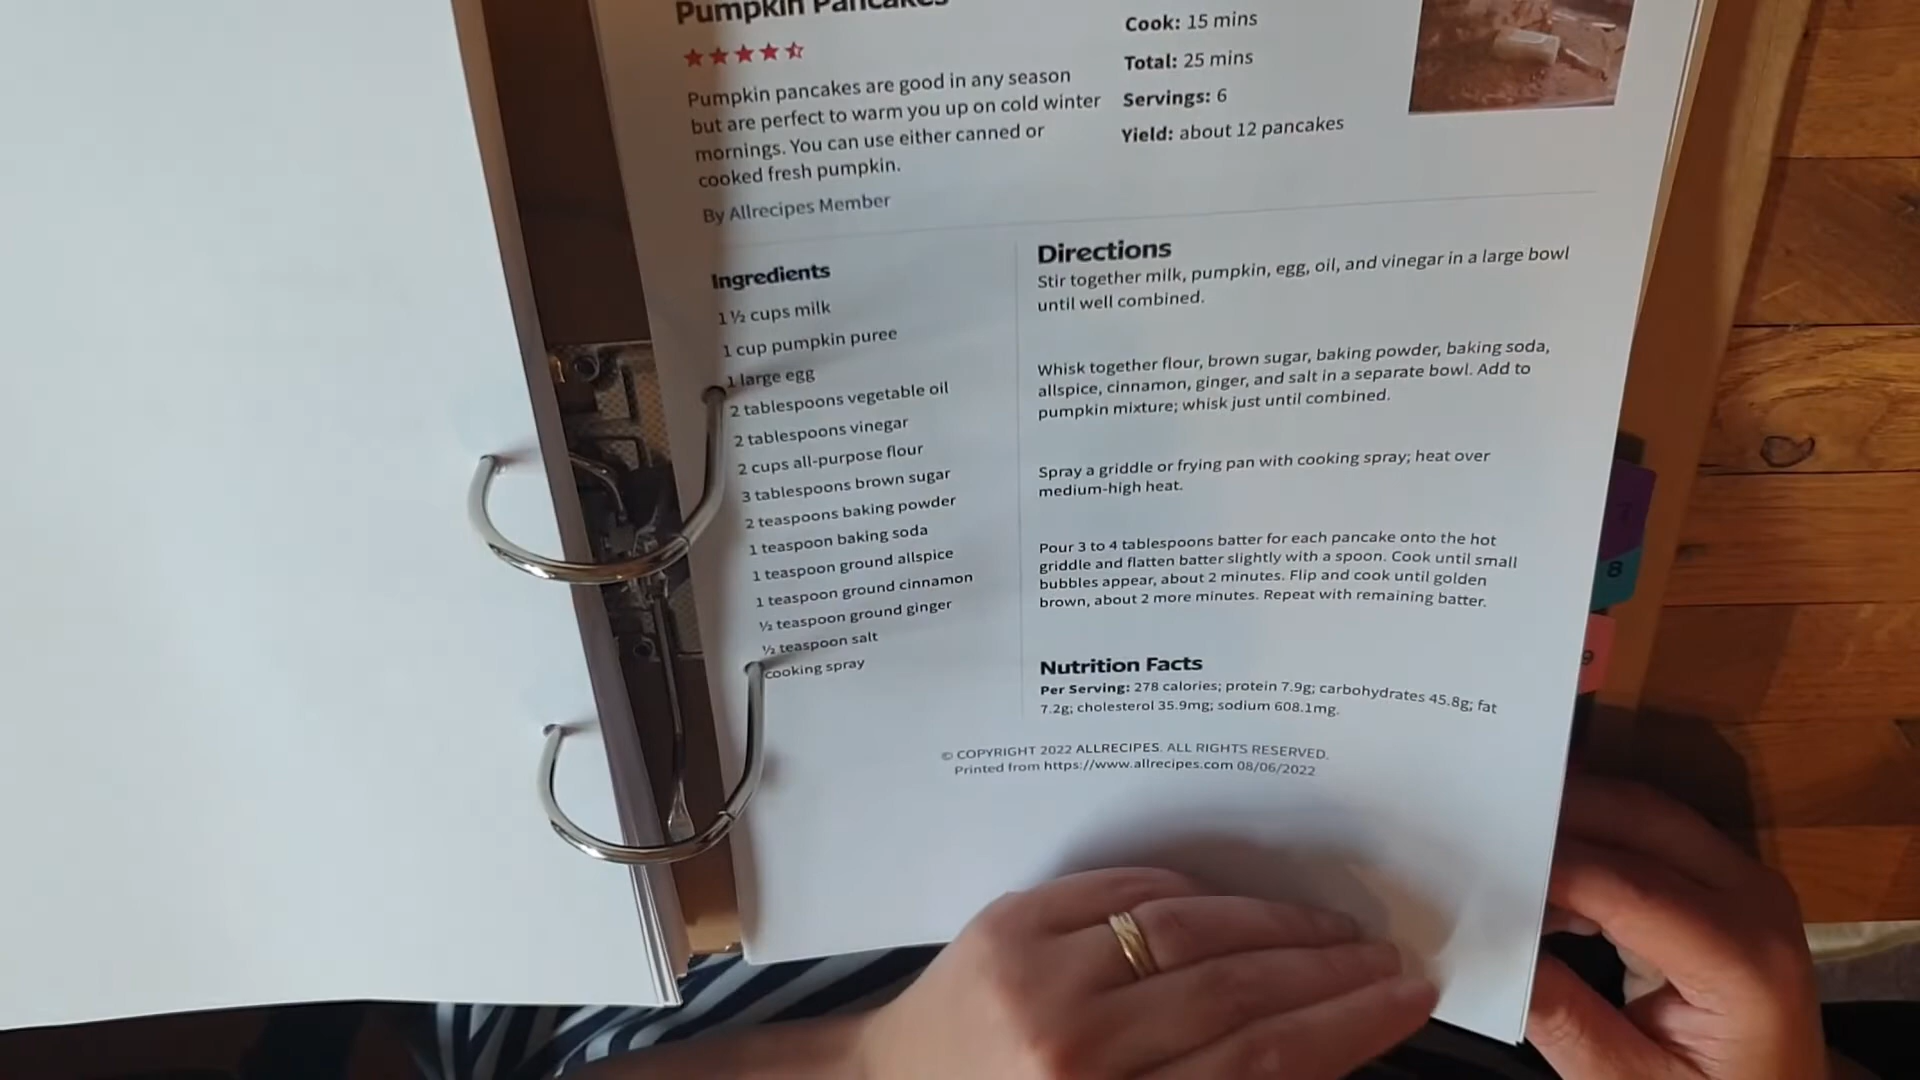 Pumpkin Pancakes
Pumpkin pancakes are good in any season
but are perfect to warm you up on cold winter
mornings. You can use either canned or
cooked fresh pumpkin.
By Allrecipes Member
Cook: 15 mins
Total: 25 mins
Servings: 6
Yield: about 12 pancakes
Ingredients
1 ½ cups milk
1 cup pumpkin puree
1 large egg
2 tablespoons vegetable oil
2 tablespoons vinegar
2 cups all-purpose flour
3 tablespoons brown sugar
2 teaspoons baking powder
1 teaspoon baking soda
1 teaspoon ground allspice
1 teaspoon ground cinnamon
½ teaspoon ground ginger
½ teaspoon salt
cooking spray
Directions
Stir together milk, pumpkin, egg, oil, and vinegar in a large bowl
until well combined.
Whisk together flour, brown sugar, baking powder, baking soda,
allspice, cinnamon, ginger, and salt in a separate bowl. Add to
pumpkin mixture; whisk just until combined.
Spray a griddle or frying pan with cooking spray; heat over
medium-high heat.
Pour 3 to 4 tablespoons batter for each pancake onto the hot
griddle and flatten batter slightly with a spoon. Cook until small
bubbles appear, about 2 minutes. Flip and cook until golden
brown, about 2 more minutes. Repeat with remaining batter.
Nutrition Facts
Per Serving: 278 calories; protein 7.9g; carbohydrates 45.8g; fat
7.2g; cholesterol 35.9mg; sodium 608.1mg.
© COPYRIGHT 2022 ALLRECIPES. ALL RIGHTS RESERVED.
Printed from https://www.allrecipes.com 08/06/2022
7
8
9